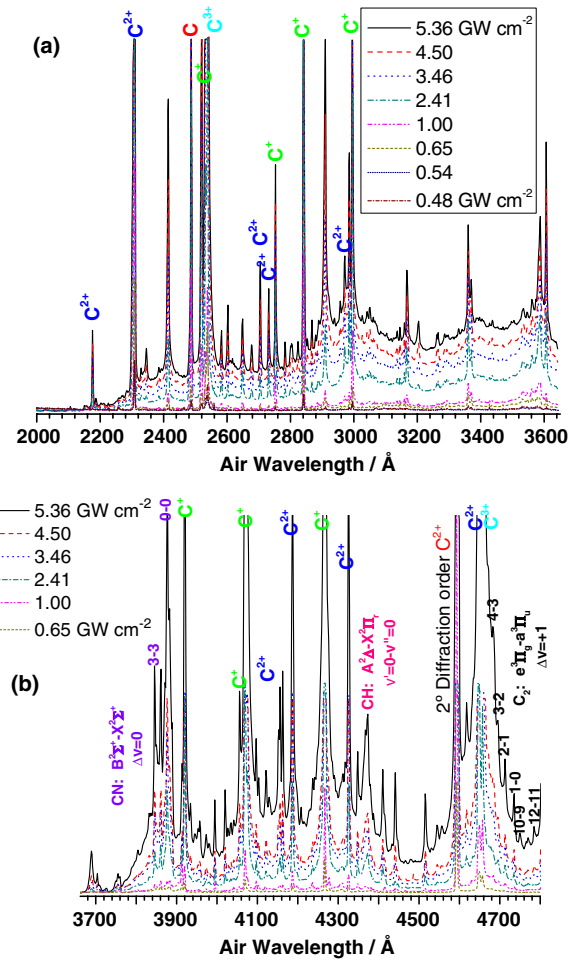 (a)
C2+
C2+
C
C+
C3+
C2+
C2+
C+
C+
C2+
C+
5.36 GW cm-2
4.50
3.46
2.41
1.00
0.65
0.54
0.48 GW cm-2
2000 2200 2400 2600 2800 3000 3200 3400 3600
Air Wavelength / Å
(b)
5.36 GW cm-2
4.50
3.46
2.41
1.00
0.65 GW cm-2
CN: B2Σ+-X2Σ+
Δv=0
3-3
0-0
C+
C+
C+
C2+
C2+
C+
C2+
CH: A2Δ-X2Πr
v'=0-v''=0
2º Diffraction order C2+
C2+
C3+
4-3
3-2
2-1
1-0
10-9
12-11
C2: e3Πg-a3Πu
Δv=+1
3700 3900 4100 4300 4500 4700
Air Wavelength / Å